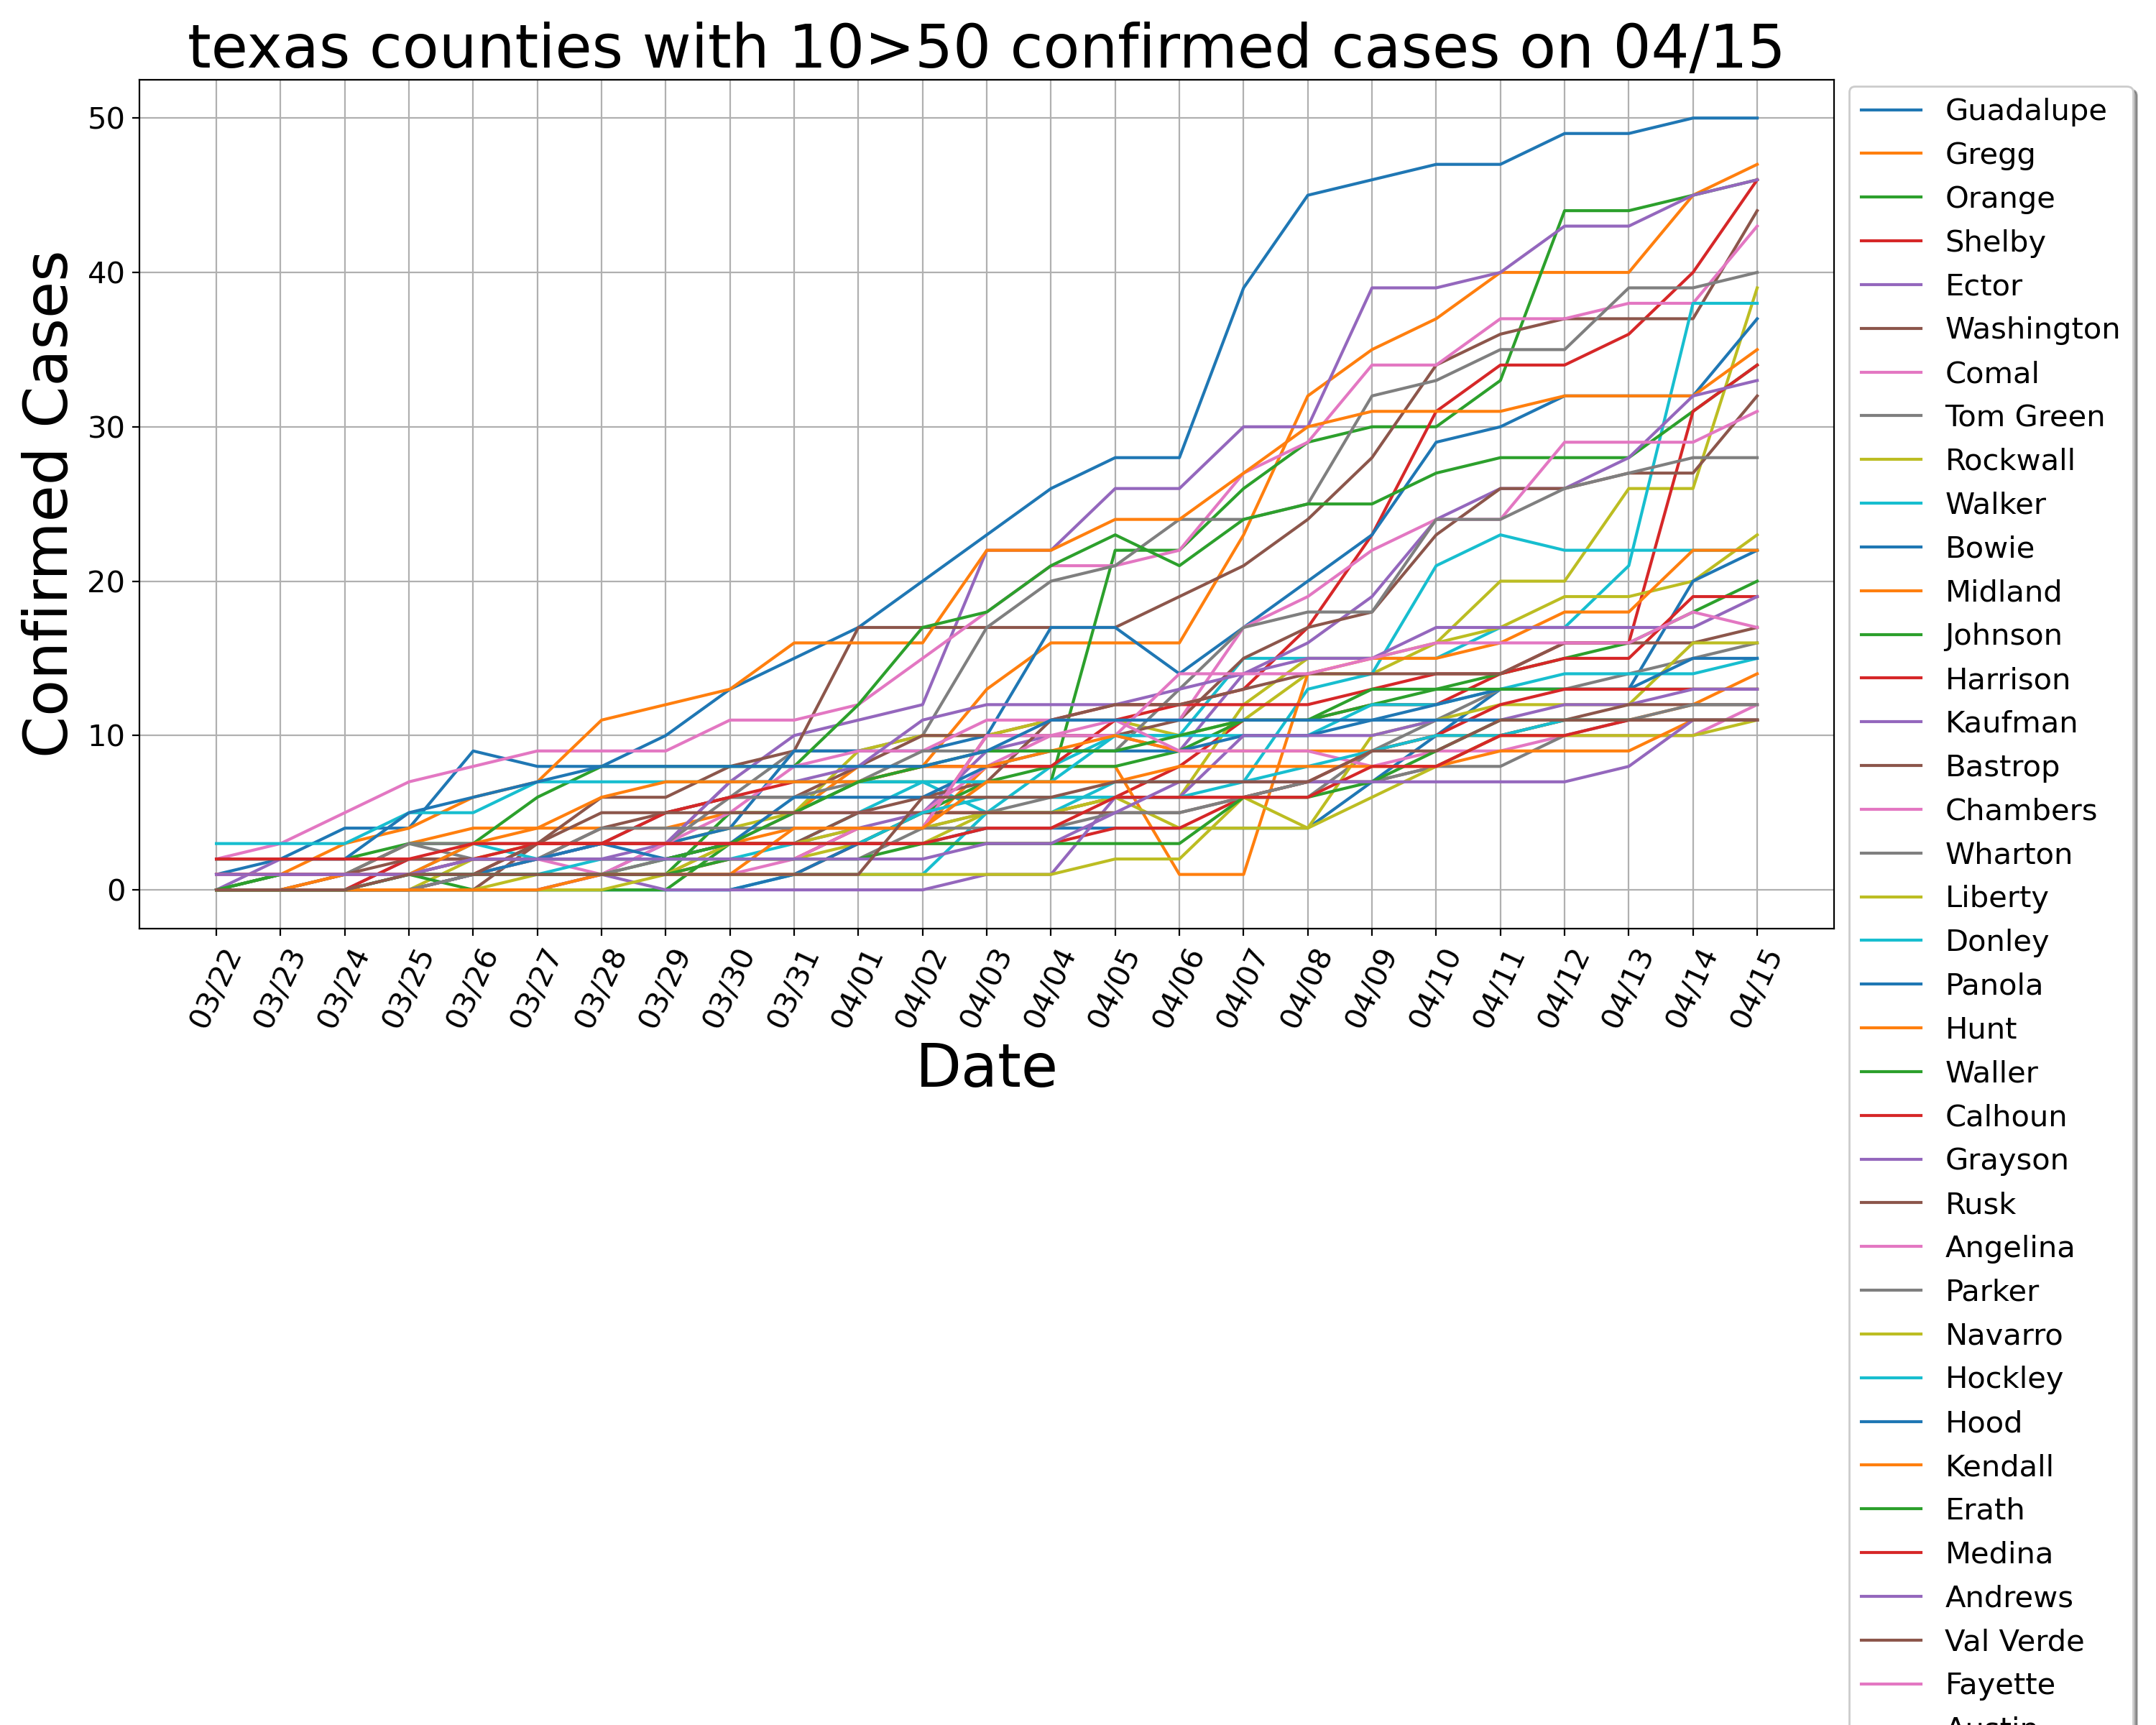 texas counties with 10>50 confirmed cases on 04/15
Confirmed Cases
50
40
30
20
10
0
03/22
03/23
03/24
03/25
03/26
03/27
03/28
03/29
03/30
03/31
04/01
04/02
04/03
04/04
04/05
04/06
04/07
04/08
04/09
04/10
04/11
04/12
04/13
04/14
04/15
Date
Guadalupe
Gregg
Orange
Shelby
Ector
Washington
Comal
Tom Green
Rockwall
Walker
Bowie
Midland
Johnson
Harrison
Kaufman
Bastrop
Chambers
Wharton
Liberty
Donley
Panola
Hunt
Waller
Calhoun
Grayson
Rusk
Angelina
Parker
Navarro
Hockley
Hood
Kendall
Erath
Medina
Andrews
Val Verde
Fayette